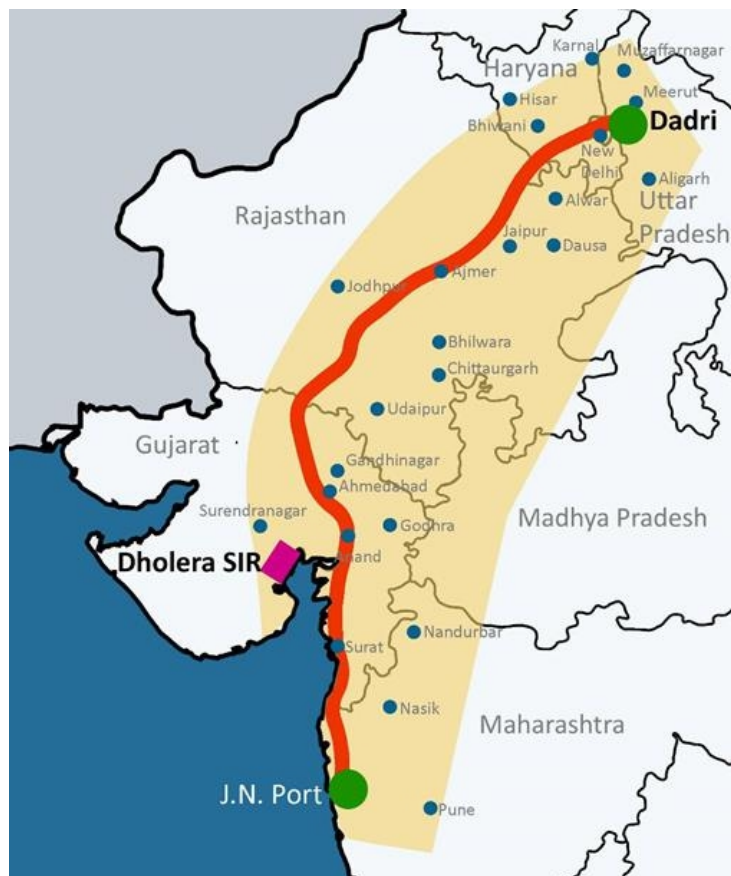 Karnal
Muzaffarnagar
Haryana
Hisar
Meerut
Bhiwani
Dadri
New
Delhi
Aligarh
Uttar
Pradesh
Alwar
Rajasthan
Jaipur
Dausa
Ajmer
Jodhpur
Bhilwara
Chittaurgarh
Udaipur
Gujarat
Gandhinagar
Ahmedabad
Surendranagar
Godhra
Madhya Pradesh
Anand
Dholera SIR
Nandurbar
Surat
Nasik
Maharashtra
J.N. Port
Pune